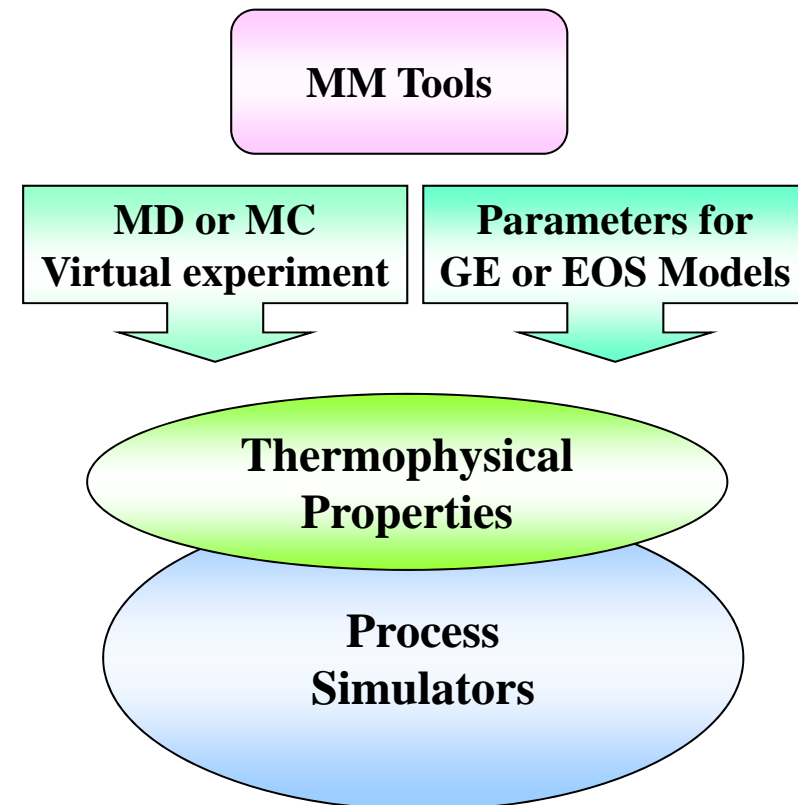 MM Tools
MD or MC
Virtual experiment
Parameters for
GE or EOS Models
Thermophysical
Properties
Process
Simulators